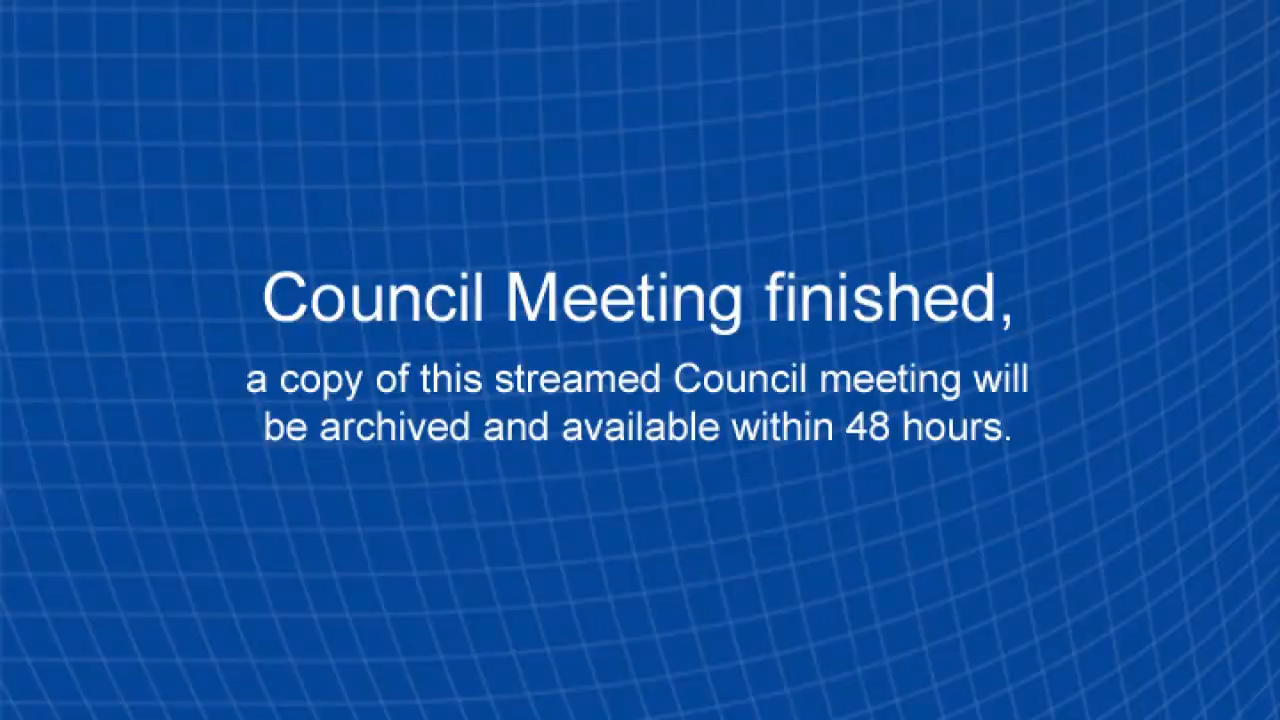 Council Meeting finished,
a copy of this streamed Council meeting will
be archived and available within 48 hours.